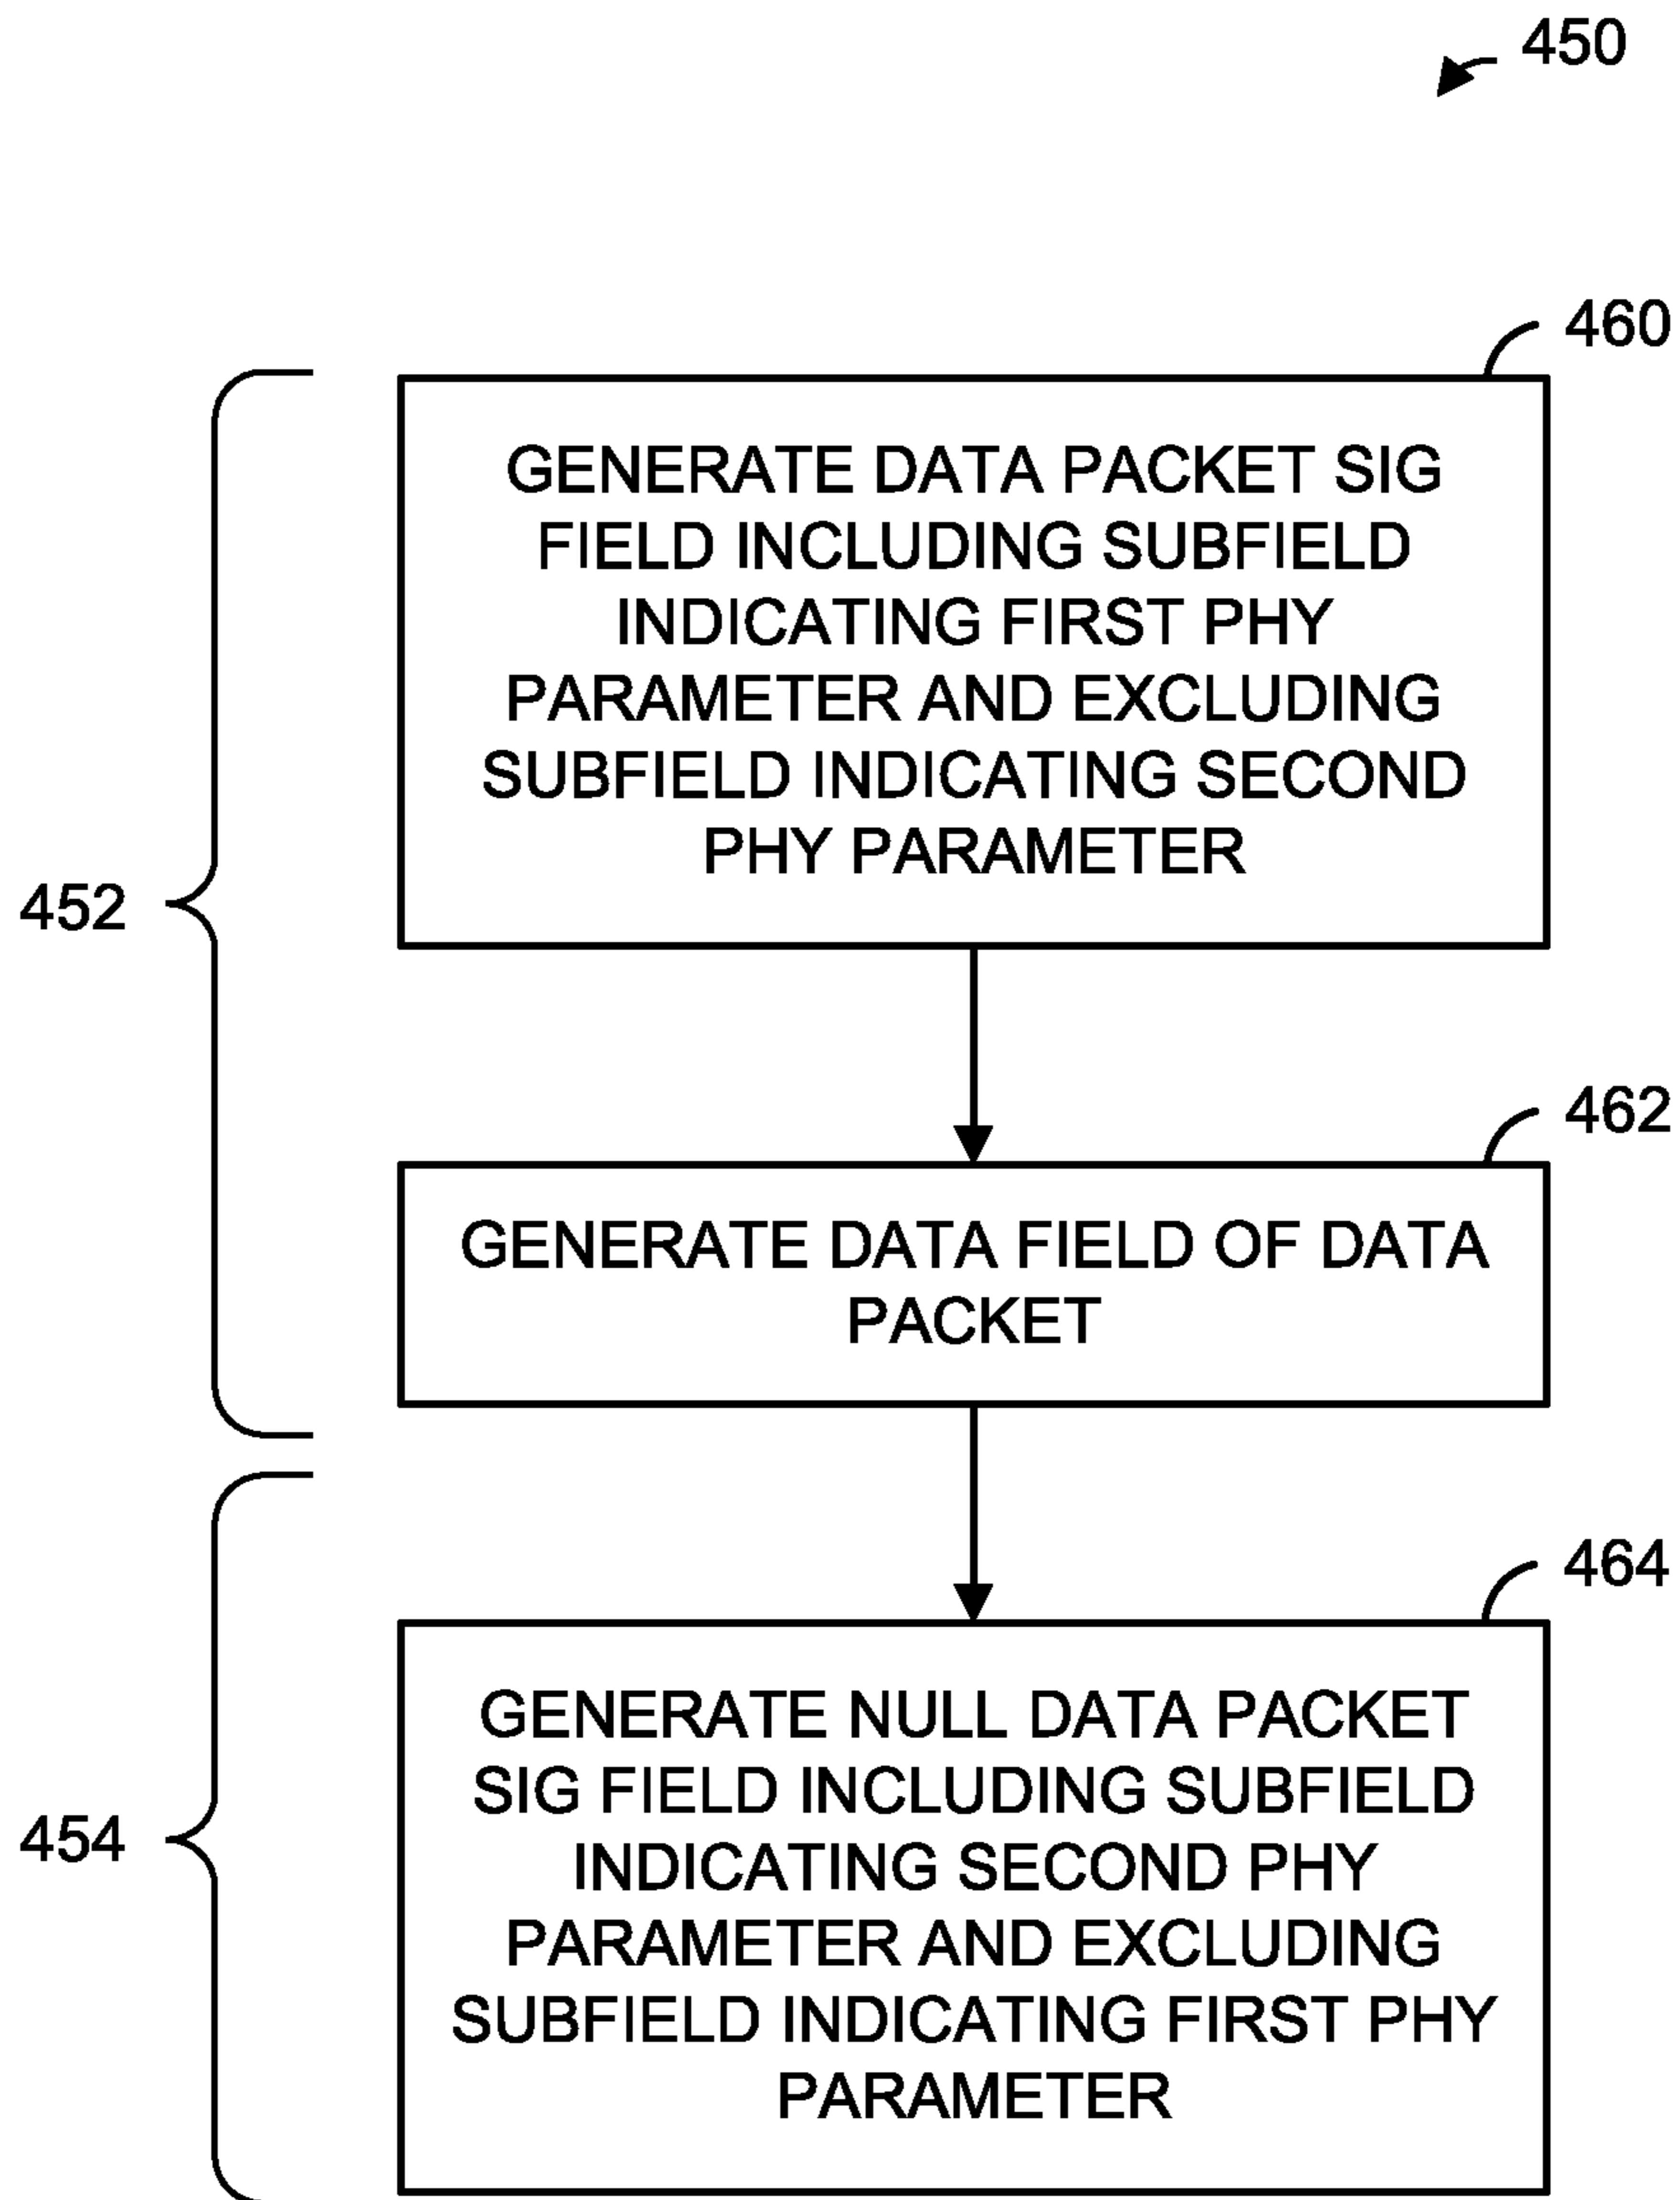 450
460
GENERATE DATA PACKET SIG
FIELD INCLUDING SUBFIELD
INDICATING FIRST PHY
PARAMETER AND EXCLUDING
SUBFIELD INDICATING SECOND
PHY PARAMETER
452
462
GENERATE DATA FIELD OF DATA
PACKET
464
GENERATE NULL DATA PACKET
SIG FIELD INCLUDING SUBFIELD
INDICATING SECOND PHY
PARAMETER AND EXCLUDING
SUBFIELD INDICATING FIRST PHY
PARAMETER
454